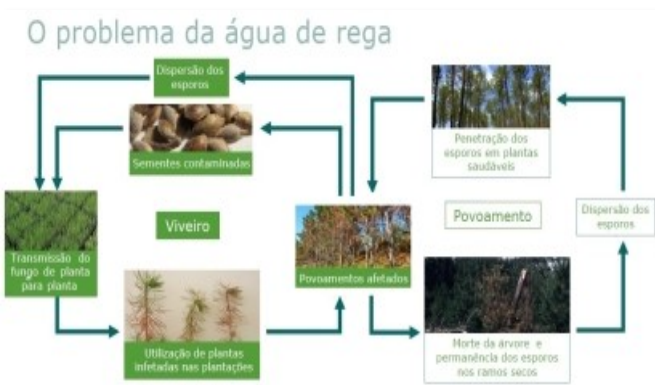 O problema da água de rega
Dispersão dos
esporos
Sementes contaminadas
Viveiro
Transmissão do
fungo de planta
para planta
Utilização de plantas
infetadas nas plantações
Povoamentos afetados
Penetração dos
esporos em plantas
saudáveis
Povoamento
Dispersão dos
esporos
Morte da árvore e
permanência dos esporos
nos ramos secos